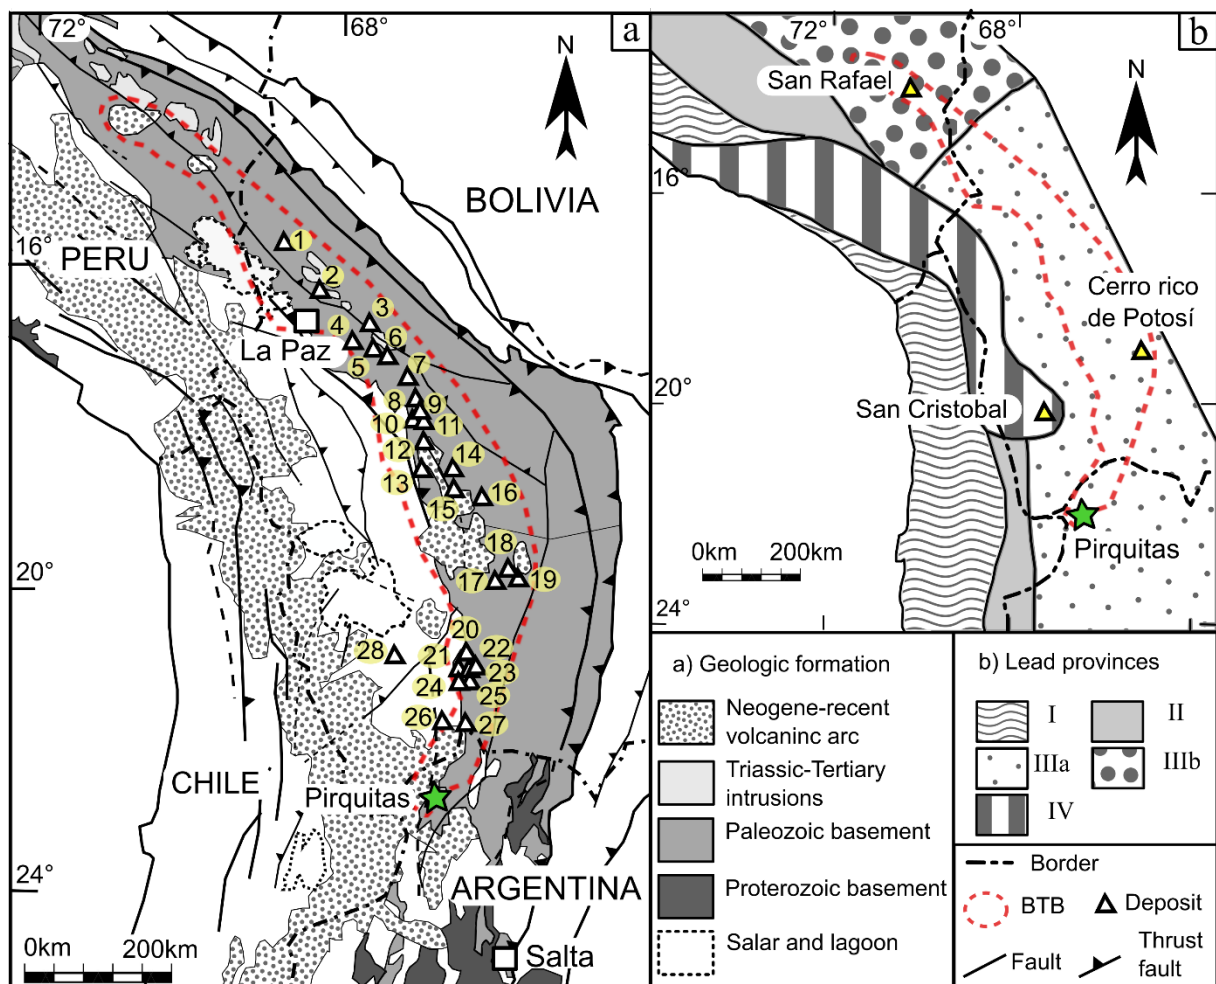 72°
68°
a
N
BOLIVIA
PERU
16°
1
2
3
4
6
La Paz
5
7
8
9
10
11
12
14
13
15
16
18
17
19
20°
20
28
21
22
23
24
25
26
27
CHILE
Pirquitas
24°
ARGENTINA
0km
200km
Salta
72°
68°
b
San Rafael
N
16°
Cerro rico
de Potosí
20°
San Cristobal
0km
200km
Pirquitas
24°
a) Geologic formation
Neogene-recent
volcaninc arc
Triassic-Tertiary
intrusions
Paleozoic basement
Proterozoic basement
Salar and lagoon
b) Lead provinces
I
II
IIIa
IIIb
IV
Border
BTB
Deposit
Fault
Thrust
fault